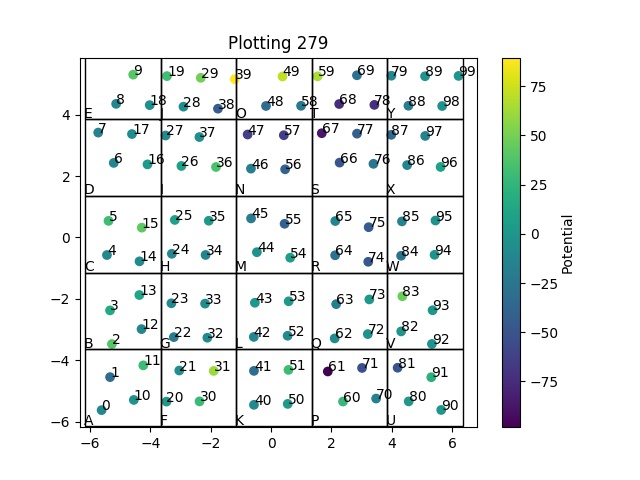 Plotting 279
9 19 29 39 49 59 69 79 89 99
8 18 28 38 48 58 68 78 88 98
E J O T Y
4
7 17 27 37 47 57 67 77 87 97
6 16 26 36 46 56 66 76 86 96
2
D I N S X
5 15 25 35 45 55 65 75 85 95
0
4 14 24 34 44 54 64 74 84 94
C H M R W
−2
3 13 23 33 43 53 63 73 83 93
2 12 22 32 42 52 62 72 82 92
B G L Q V
−4
1 11 21 31 41 51 61 71 81 91
0 10 20 30 40 50 60 70 80 90
A F K P U
−6
−6 −4 −2 0 2 4 6
75
50
25
0
−25
−50
−75
Potential